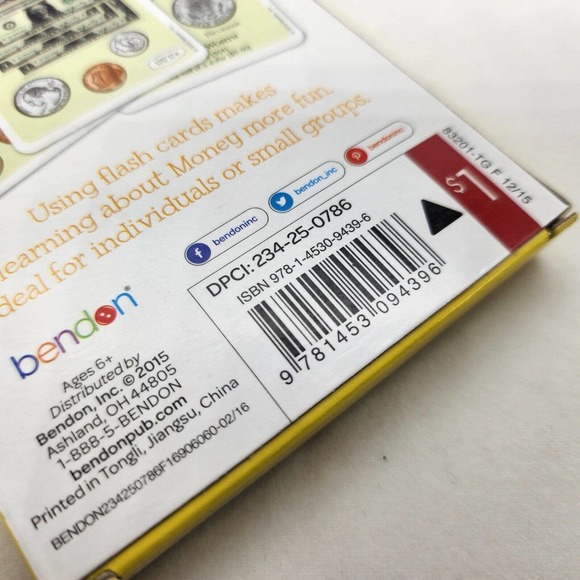 Using flash cards makes
learning about Money more fun.
Ideal for individuals or small groups.
bendoninc
bendon_inc
bendoninc
bendon®
Ages 6+
Distributed by
Bendon, Inc. © 2015
Ashland, OH 44805
1-888-5-BENDON
bendonpub.com
Printed in Tongli, Jiangsu, China
BENDON234250786F16906060-02/16
DPCI: 234-25-0786
ISBN 978-1-4530-9439-6
9 781453 094396
$1
83201-TG F 12/15